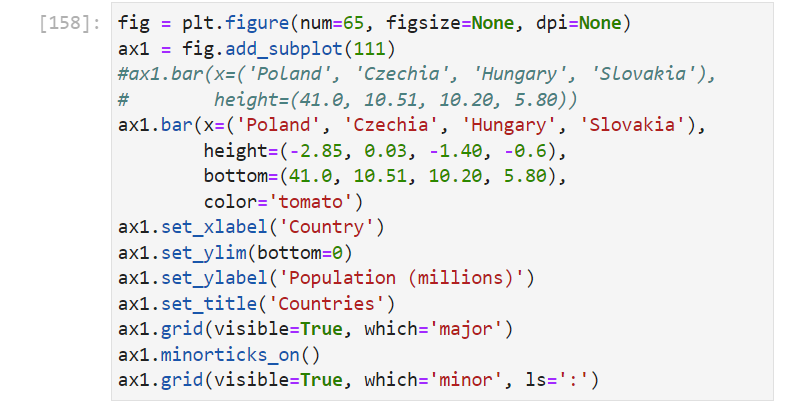 [158]: fig = plt.figure(num=65, figsize=None, dpi=None)
ax1 = fig.add_subplot(111)
#ax1.bar(x=('Poland', 'Czechia', 'Hungary', 'Slovakia'),
#        height=(41.0, 10.51, 10.20, 5.80))
ax1.bar(x=('Poland', 'Czechia', 'Hungary', 'Slovakia'),
        height=(-2.85, 0.03, -1.40, -0.6),
        bottom=(41.0, 10.51, 10.20, 5.80),
        color='tomato')
ax1.set_xlabel('Country')
ax1.set_ylim(bottom=0)
ax1.set_ylabel('Population (millions)')
ax1.set_title('Countries')
ax1.grid(visible=True, which='major')
ax1.minorticks_on()
ax1.grid(visible=True, which='minor', ls=':')